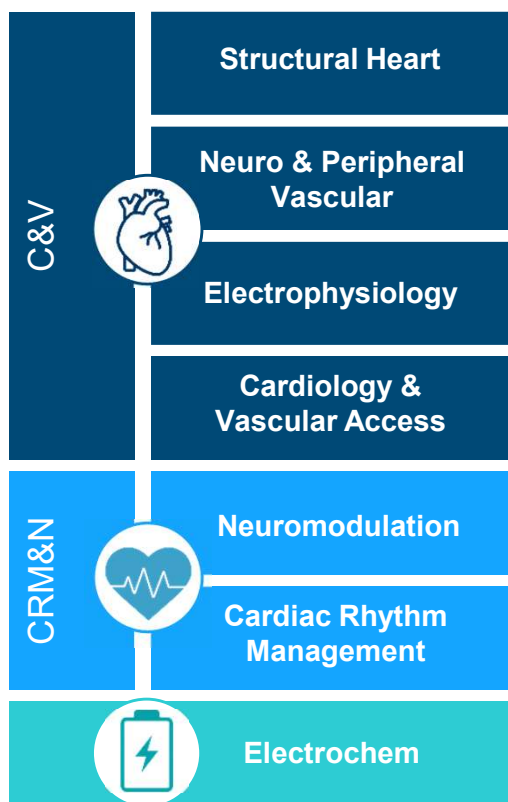 C&V
Structural Heart
Neuro & Peripheral
Vascular
Electrophysiology
Cardiology &
Vascular Access
CRM&N
Neuromodulation
Cardiac Rhythm
Management
Electrochem